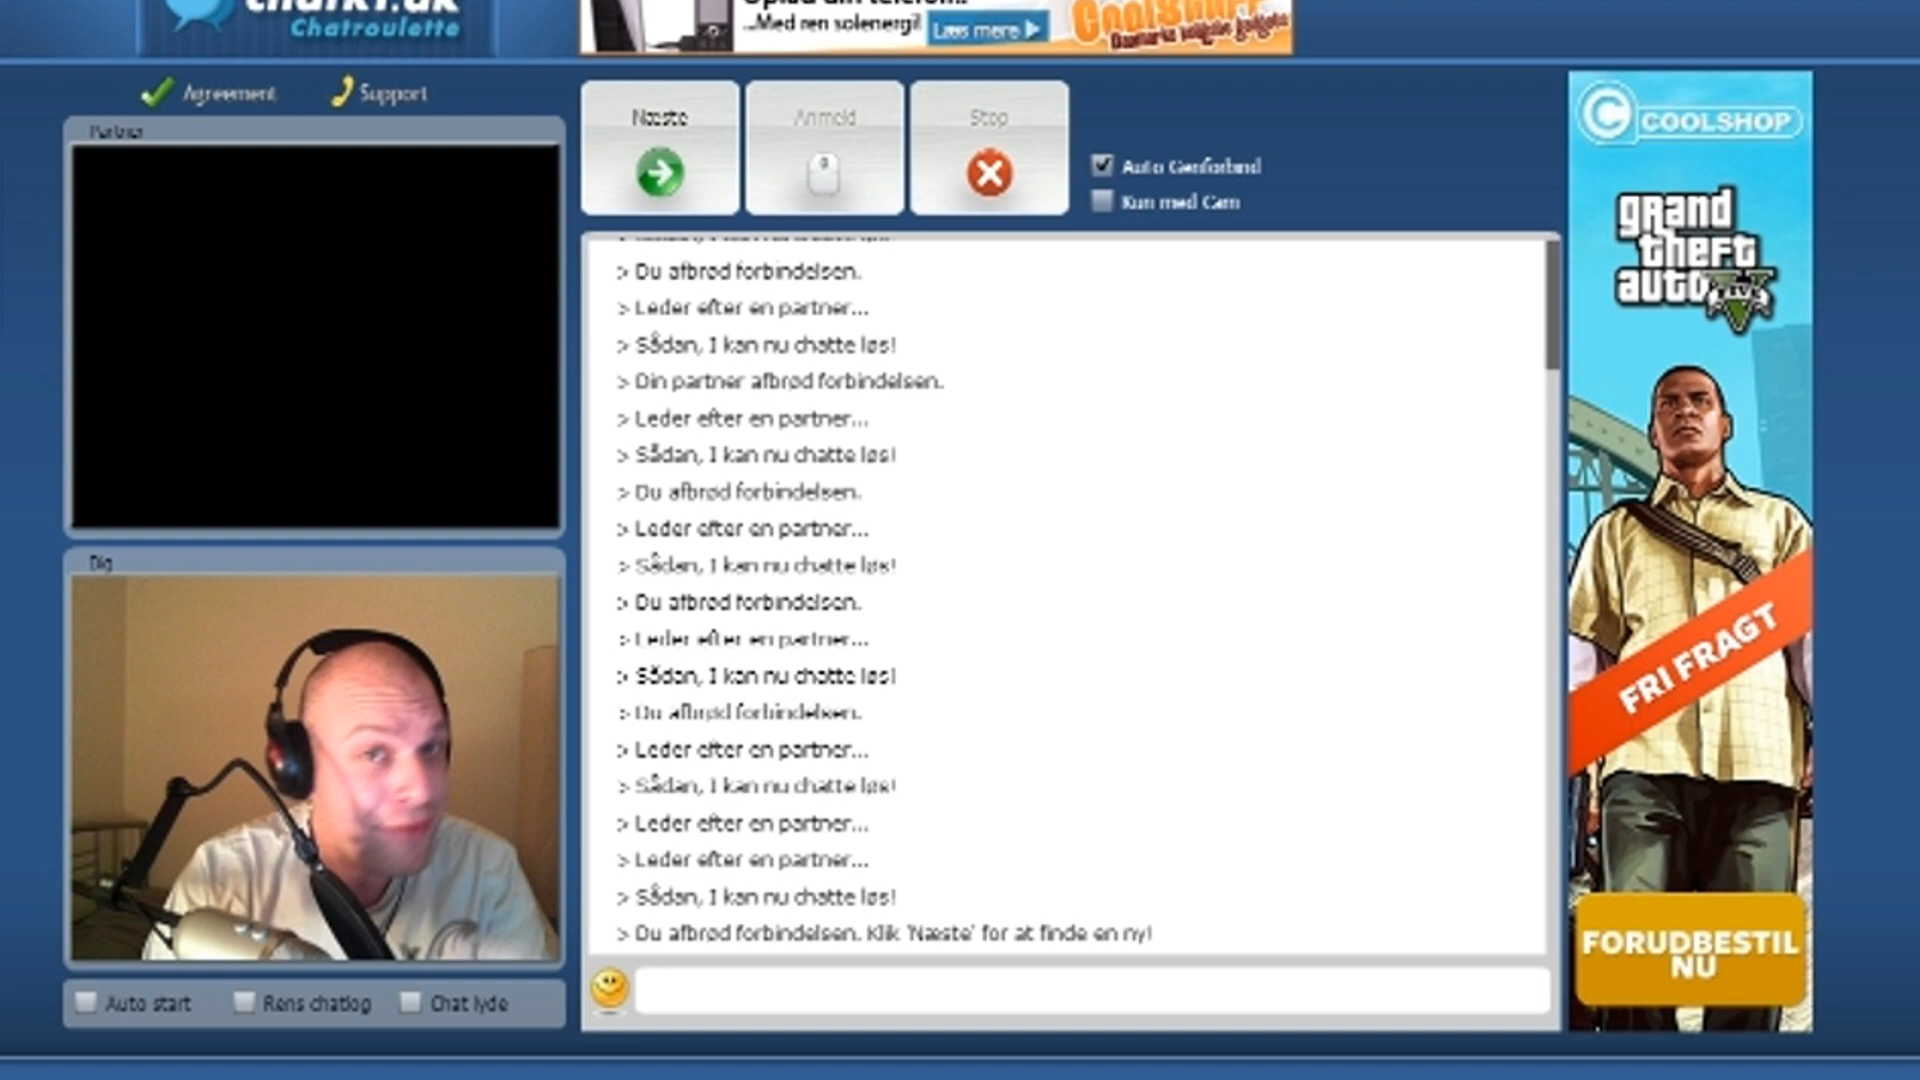 Chatroulette
...Med ren solenergi!
Læs mere
COOLSHOP
Agreement
Support
Partner
Næste
Anmeld
Stop
Auto Genforbind
Kun med Cam
> Du afbrød forbindelsen.
> Leder efter en partner...
> Sådan, I kan nu chatte løs!
> Din partner afbrød forbindelsen.
> Leder efter en partner...
> Sådan, I kan nu chatte løs!
> Du afbrød forbindelsen.
> Leder efter en partner...
> Sådan, I kan nu chatte løs!
> Du afbrød forbindelsen.
> Leder efter en partner...
> Sådan, I kan nu chatte løs!
> Du afbrød forbindelsen.
> Leder efter en partner...
> Sådan, I kan nu chatte løs!
> Leder efter en partner...
> Leder efter en partner...
> Sådan, I kan nu chatte løs!
> Du afbrød forbindelsen. Klik 'Næste' for at finde en ny!
Dig
Auto start
Rens chatlog
Chat lyde
grand
theft
auto
FIVE
FRI FRAGT
FORUDBESTIL
NU